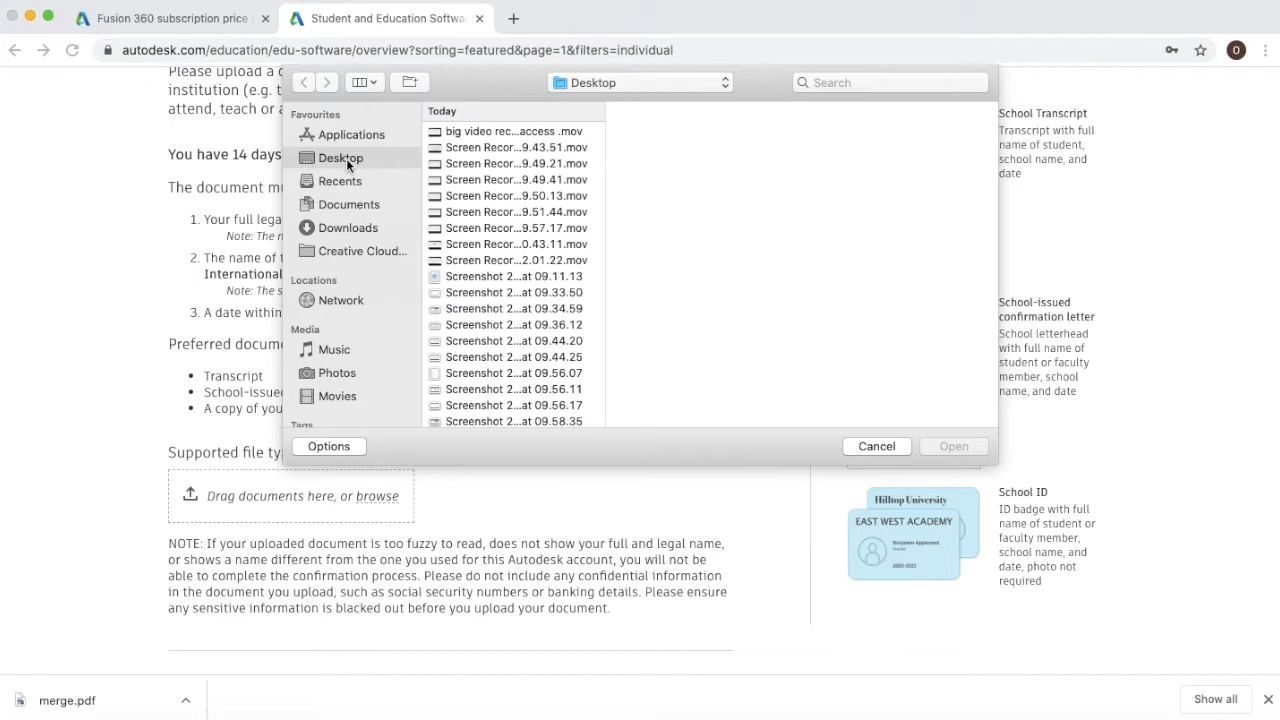 Fusion 360 subscription price
Student and Education Softwa
autodesk.com/education/edu-software/overview?sorting=featured&page=1&filters=individual
O
Please upload a d
institution (e.g. t
attend, teach or a
You have 14 days
The document mu
1. Your full lega
Note: The n
2. The name of t
International
Note: The s
3. A date within
Preferred docume
Transcript
School-issued
A copy of you
Supported file typ
Drag documents here, or browse
NOTE: If your uploaded document is too fuzzy to read, does not show your full and legal name,
or shows a name different from the one you used for this Autodesk account, you will not be
able to complete the confirmation process. Please do not include any confidential information
in the document you upload, such as social security numbers or banking details. Please ensure
any sensitive information is blacked out before you upload your document.
Desktop
Search
Favourites
Applications
Desktop
Recents
Documents
Downloads
Creative Cloud...
Locations
Network
Media
Music
Photos
Movies
Tags
Today
big video rec...access .mov
Screen Recor...9.43.51.mov
Screen Recor...9.49.21.mov
Screen Recor...9.49.41.mov
Screen Recor...9.50.13.mov
Screen Recor...9.51.44.mov
Screen Recor...9.57.17.mov
Screen Recor...0.43.11.mov
Screen Recor...2.01.22.mov
Screenshot 2...at 09.11.13
Screenshot 2...at 09.33.50
Screenshot 2...at 09.34.59
Screenshot 2...at 09.36.12
Screenshot 2...at 09.44.20
Screenshot 2...at 09.44.25
Screenshot 2...at 09.56.07
Screenshot 2...at 09.56.11
Screenshot 2...at 09.56.17
Screenshot 2...at 09.58.35
Options
Cancel
Open
School Transcript
Transcript with full
name of student,
school name, and
date
School-issued
confirmation letter
School letterhead
with full name of
student or faculty
member, school
name, and date
Hilltop University
EAST WEST ACADEMY
Benjamin Appleseed
Teacher
2020-2021
School ID
ID badge with full
name of student or
faculty member,
school name, and
date, photo not
required
merge.pdf
Show all